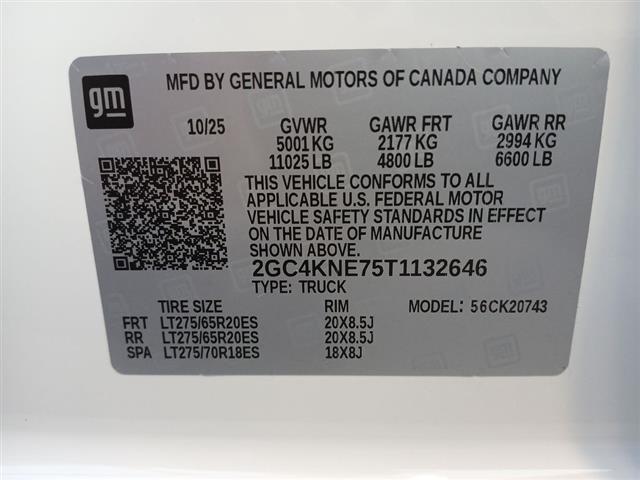 gm
MFD BY GENERAL MOTORS OF CANADA COMPANY
10/25 GVWR GAWR FRT GAWR RR
5001 KG 2177 KG 2994 KG
11025 LB 4800 LB 6600 LB
THIS VEHICLE CONFORMS TO ALL
APPLICABLE U.S. FEDERAL MOTOR
VEHICLE SAFETY STANDARDS IN EFFECT
ON THE DATE OF MANUFACTURE
SHOWN ABOVE.
2GC4KNE75T1132646
TYPE: TRUCK
TIRE SIZE RIM MODEL: 56CK20743
FRT LT275/65R20ES 20X8.5J
RR LT275/65R20ES 20X8.5J
SPA LT275/70R18ES 18X8J